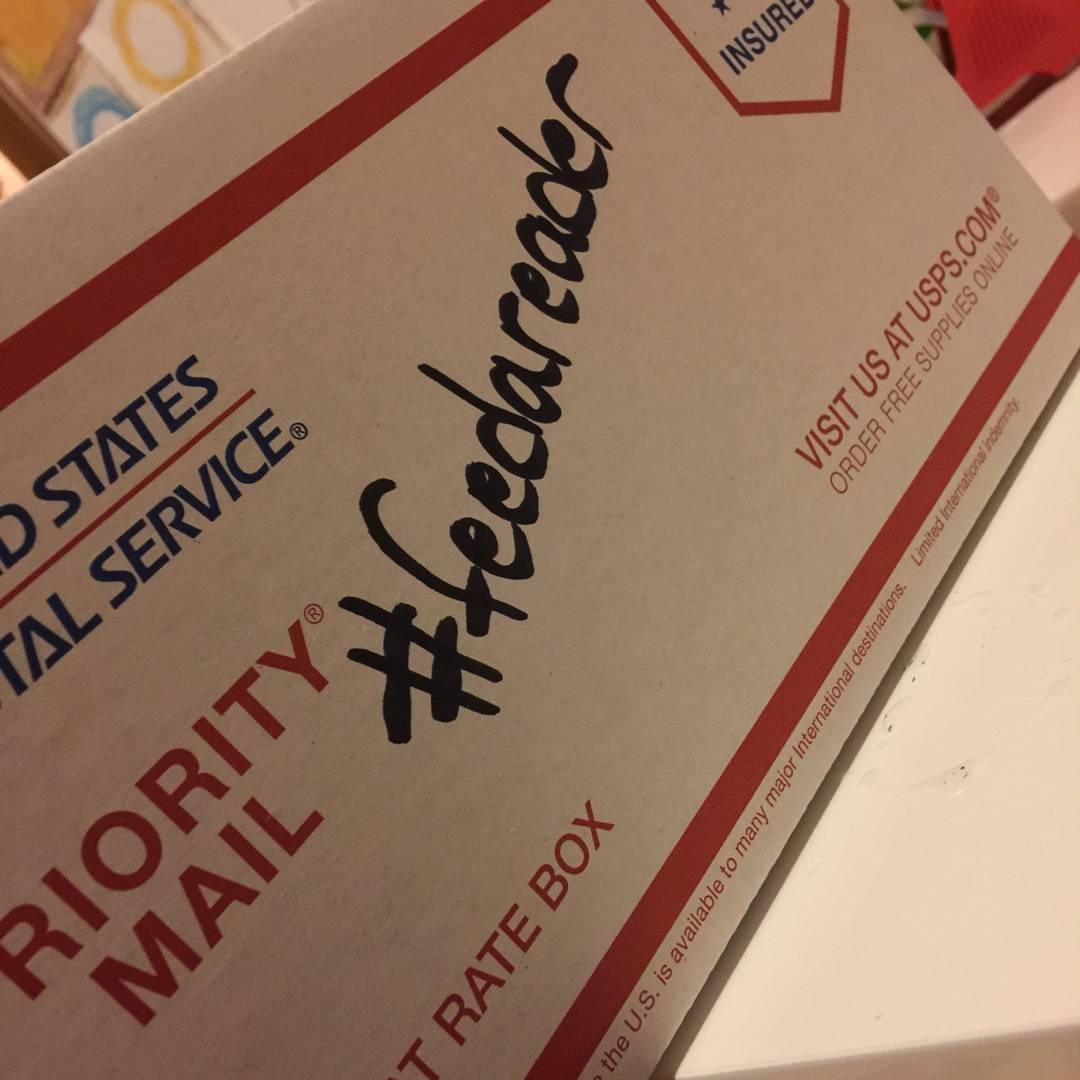 INSURED
D STATES
TAL SERVICE®
#feedareader
VISIT US AT USPS.COM®
ORDER FREE SUPPLIES ONLINE
RIORITY®
MAIL
T RATE BOX
the U.S. is available to many major International destinations. Limited International indemnity.